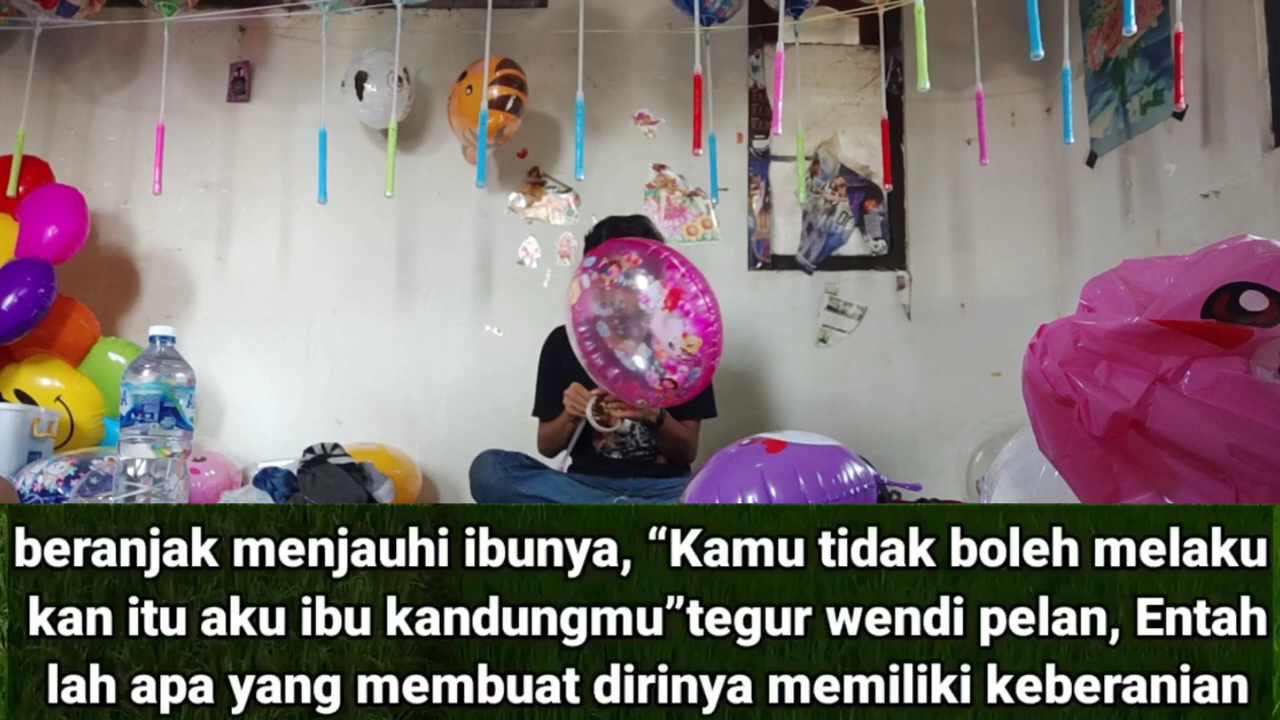 beranjak menjauhi ibunya, “Kamu tidak boleh melaku
kan itu aku ibu kandungmu”tegur wendi pelan, Entah
lah apa yang membuat dirinya memiliki keberanian